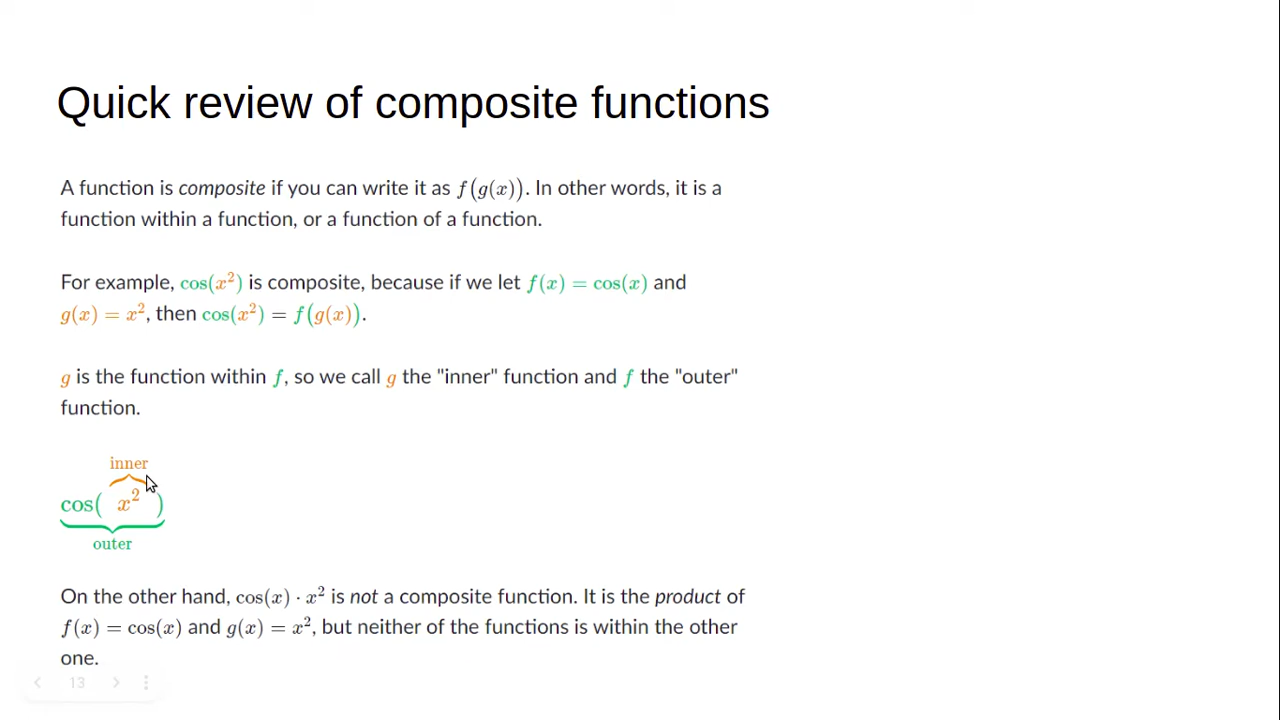 Quick review of composite functions
A function is composite if you can write it as f(g(x)). In other words, it is a
function within a function, or a function of a function.
For example, cos(x²) is composite, because if we let f(x) = cos(x) and
g(x) = x², then cos(x²) = f(g(x)).
g is the function within f, so we call g the "inner" function and f the "outer"
function.
inner
cos( x² )
outer
On the other hand, cos(x) · x² is not a composite function. It is the product of
f(x) = cos(x) and g(x) = x², but neither of the functions is within the other
one.
13